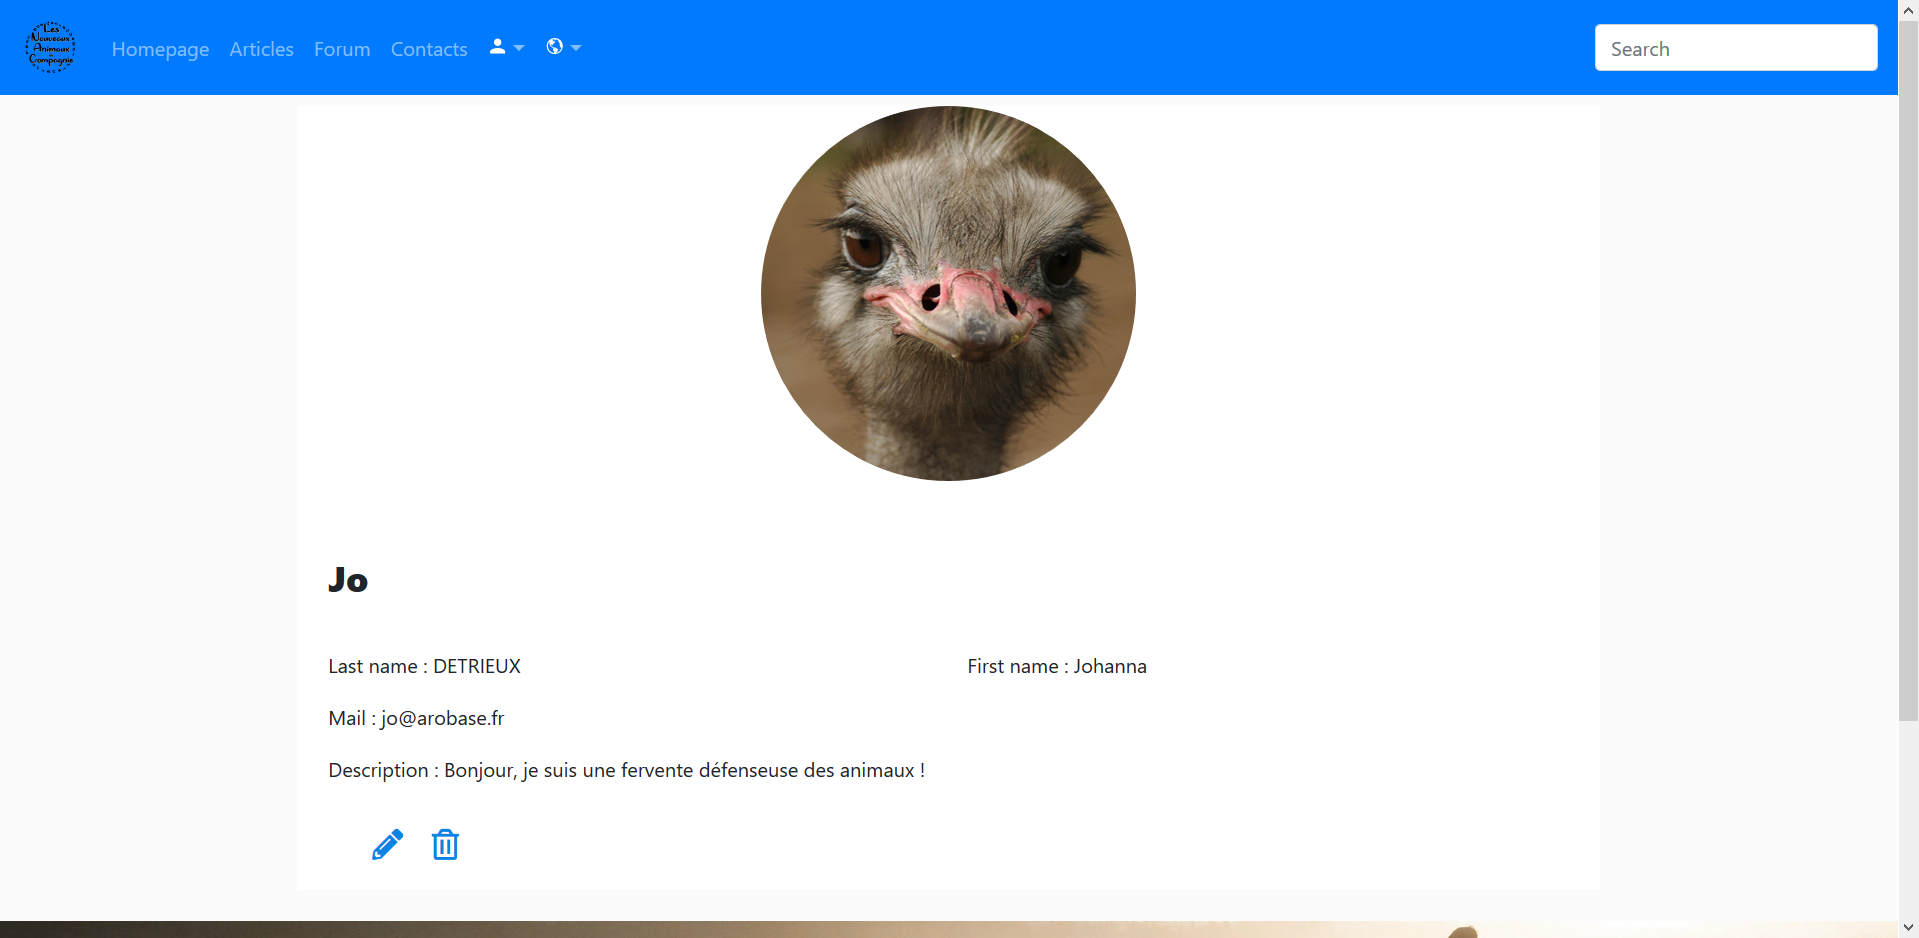 Les
Nouveaux
Animaux
Compagnie
Homepage Articles Forum Contacts
Search
Jo
Last name : DETRIEUX First name : Johanna
Mail : jo@arobase.fr
Description : Bonjour, je suis une fervente défenseuse des animaux !